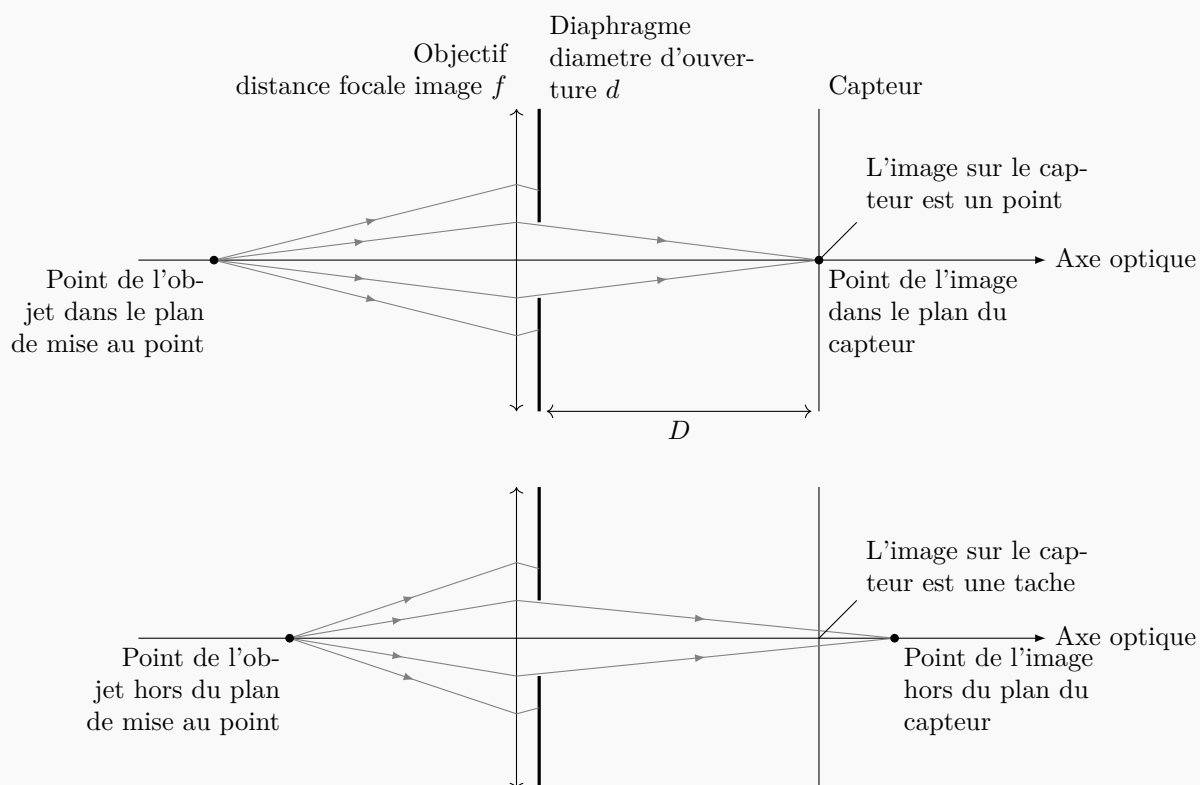 Objectif
distance focale image f
Diaphragme
diametre d'ouver-
ture d
Capteur
L'image sur le cap-
teur est un point
Axe optique
Point de l'ob-
jet dans le plan
de mise au point
Point de l'image
dans le plan du
capteur
D
L'image sur le cap-
teur est une tache
Axe optique
Point de l'ob-
jet hors du plan
de mise au point
Point de l'image
hors du plan du
capteur